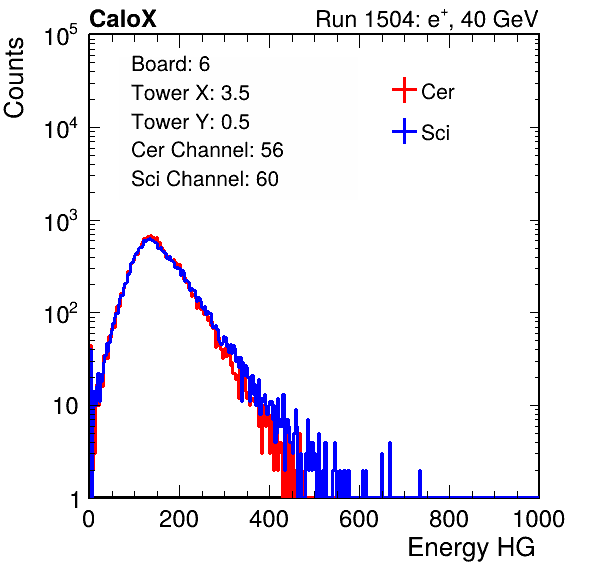 CaloX Run 1504: e⁺, 40 GeV
Counts
Board: 6
Tower X: 3.5
Tower Y: 0.5
Cer Channel: 56
Sci Channel: 60
Cer
Sci
10⁵
10⁴
10³
10²
10
1
0 200 400 600 800 1000
Energy HG